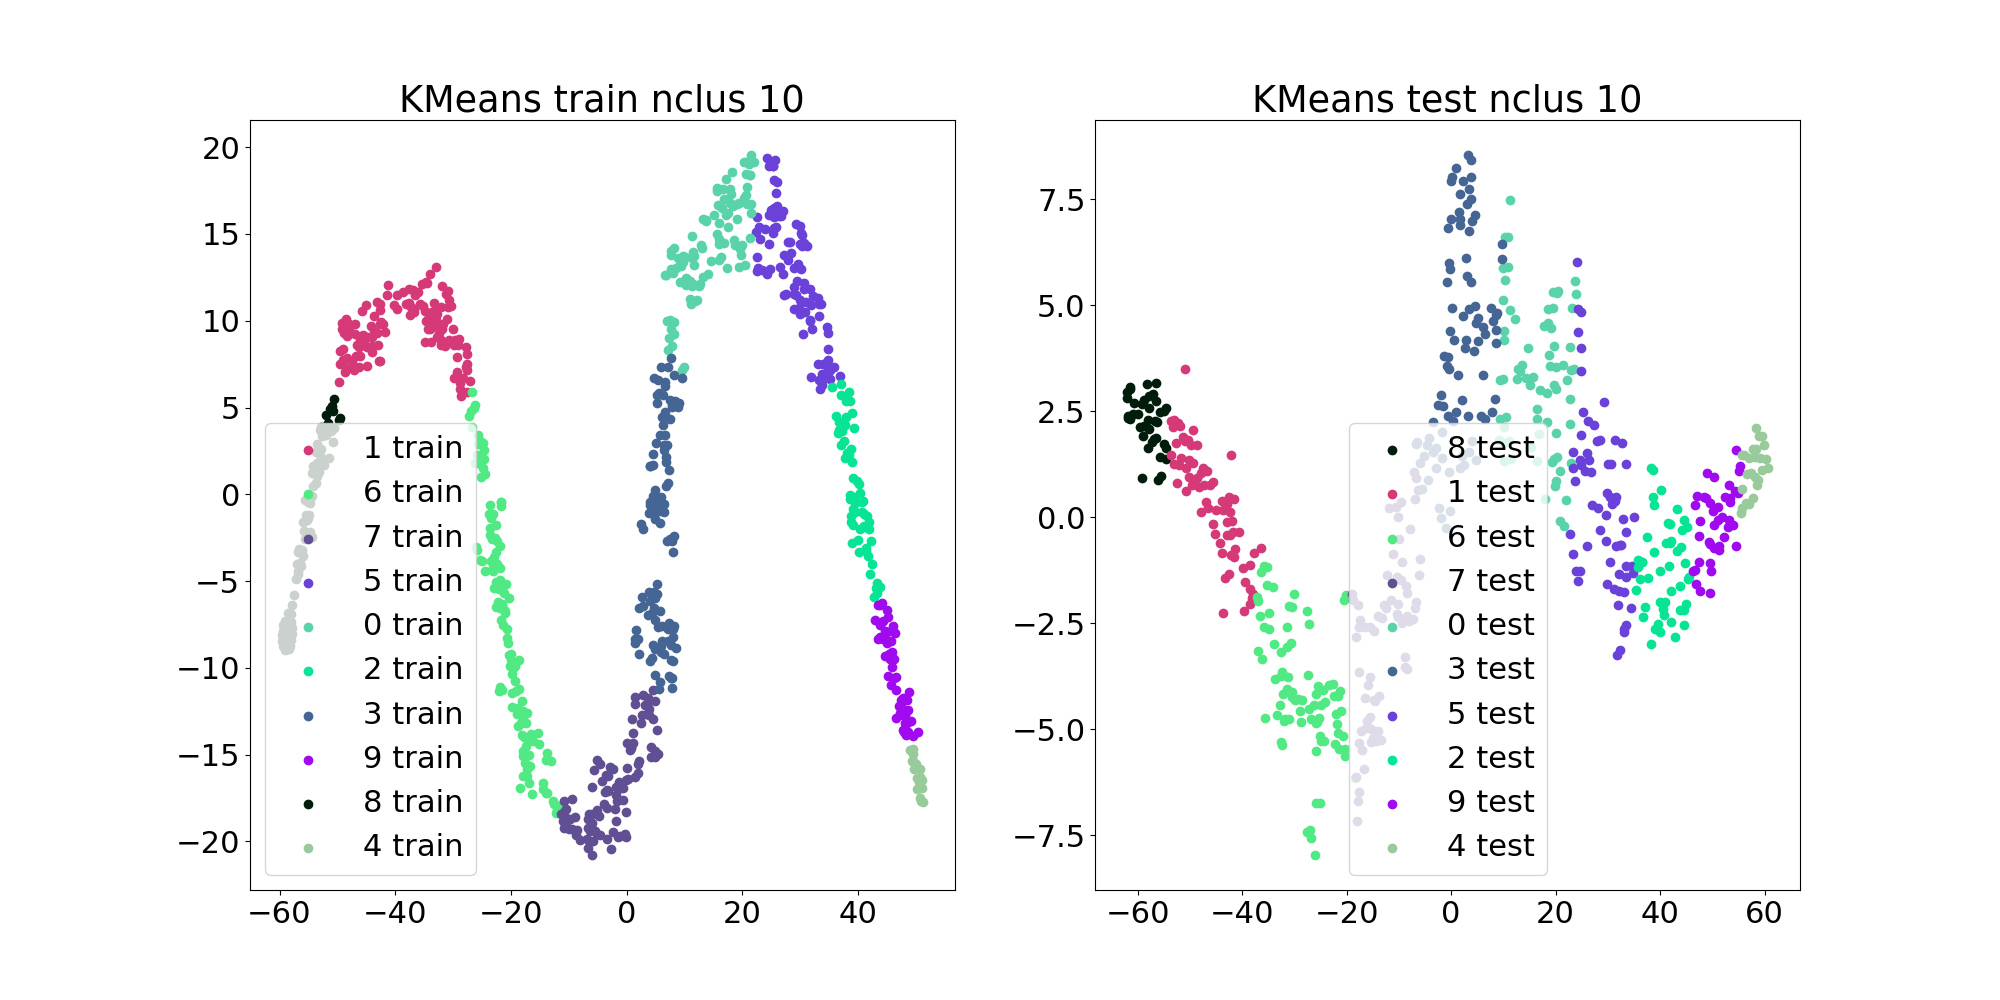 KMeans train nclus 10
20
15
10
5
0
−5
−10
−15
−20
1 train
6 train
7 train
5 train
0 train
2 train
3 train
9 train
8 train
4 train
−60 −40 −20 0 20 40
KMeans test nclus 10
7.5
5.0
2.5
0.0
−2.5
−5.0
−7.5
8 test
1 test
6 test
7 test
0 test
3 test
5 test
2 test
9 test
4 test
−60 −40 −20 0 20 40 60